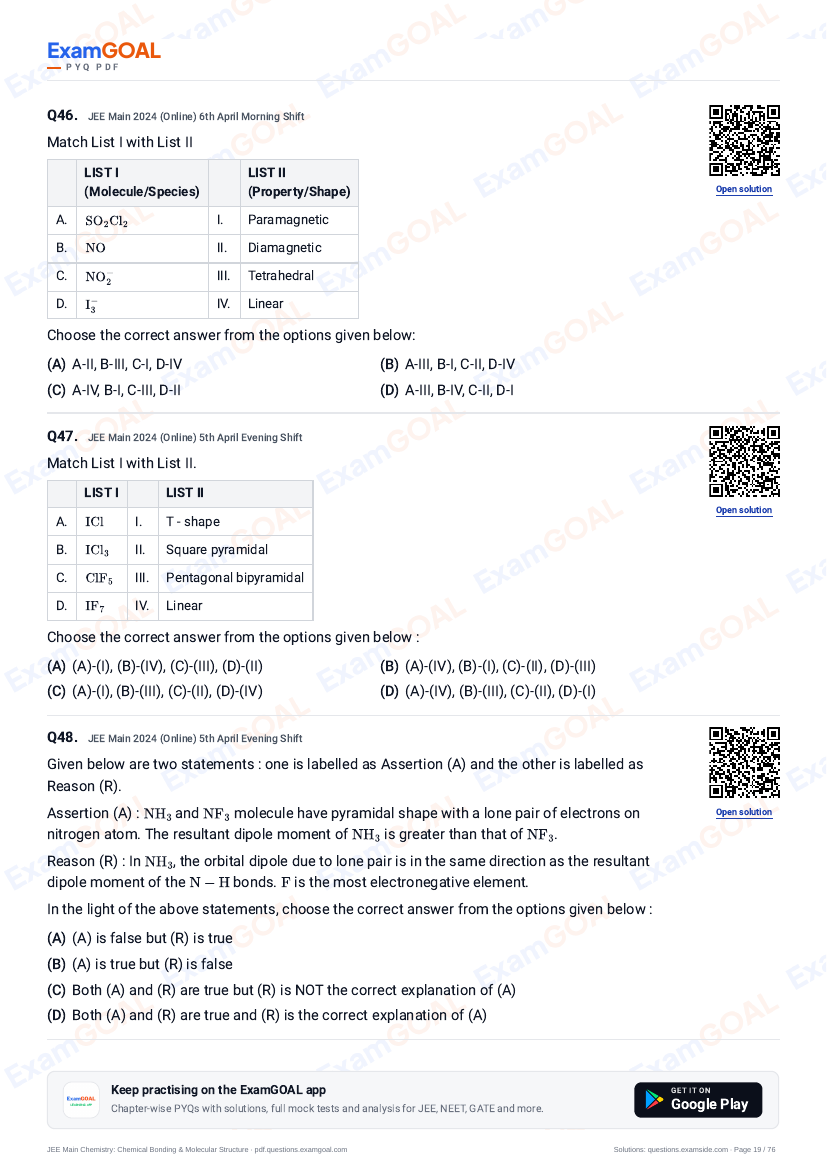 ExamGOAL
PYQ PDF
Q46. JEE Main 2024 (Online) 6th April Morning Shift
Match List I with List II
LIST I (Molecule/Species) LIST II (Property/Shape)
A. SO₂Cl₂ I. Paramagnetic
B. NO II. Diamagnetic
C. NO₂⁻ III. Tetrahedral
D. I₃⁻ IV. Linear
Open solution
Choose the correct answer from the options given below:
(A) A-II, B-III, C-I, D-IV (B) A-III, B-I, C-II, D-IV
(C) A-IV, B-I, C-III, D-II (D) A-III, B-IV, C-II, D-I
Q47. JEE Main 2024 (Online) 5th April Evening Shift
Match List I with List II.
LIST I LIST II
A. ICl I. T - shape
B. ICl₃ II. Square pyramidal
C. ClF₅ III. Pentagonal bipyramidal
D. IF₇ IV. Linear
Open solution
Choose the correct answer from the options given below :
(A) (A)-(I), (B)-(IV), (C)-(III), (D)-(II) (B) (A)-(IV), (B)-(I), (C)-(II), (D)-(III)
(C) (A)-(I), (B)-(III), (C)-(II), (D)-(IV) (D) (A)-(IV), (B)-(III), (C)-(II), (D)-(I)
Q48. JEE Main 2024 (Online) 5th April Evening Shift
Given below are two statements : one is labelled as Assertion (A) and the other is labelled as
Reason (R).
Open solution
Assertion (A) : NH₃ and NF₃ molecule have pyramidal shape with a lone pair of electrons on
nitrogen atom. The resultant dipole moment of NH₃ is greater than that of NF₃.
Reason (R) : In NH₃, the orbital dipole due to lone pair is in the same direction as the resultant
dipole moment of the N − H bonds. F is the most electronegative element.
In the light of the above statements, choose the correct answer from the options given below :
(A) (A) is false but (R) is true
(B) (A) is true but (R) is false
(C) Both (A) and (R) are true but (R) is NOT the correct explanation of (A)
(D) Both (A) and (R) are true and (R) is the correct explanation of (A)
ExamGOAL
Keep practising on the ExamGOAL app
Chapter-wise PYQs with solutions, full mock tests and analysis for JEE, NEET, GATE and more.
GET IT ON
Google Play
JEE Main Chemistry: Chemical Bonding & Molecular Structure · pdf.questions.examgoal.com
Solutions: questions.examside.com · Page 19 / 76